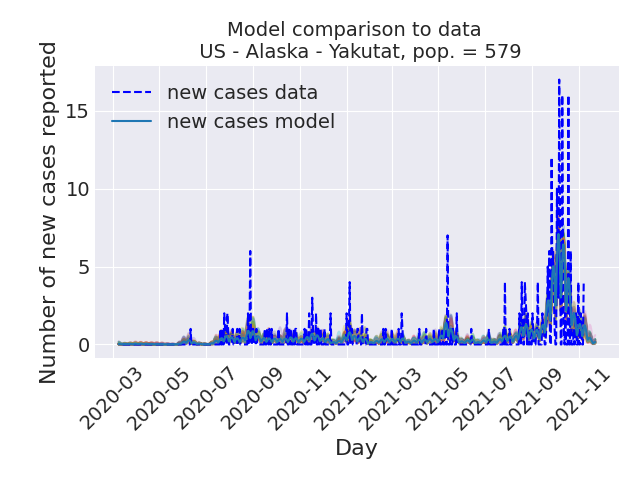 Model comparison to data
US - Alaska - Yakutat, pop. = 579
Number of new cases reported
new cases data
new cases model
15
10
5
0
2020-03
2020-05
2020-07
2020-09
2020-11
2021-01
2021-03
2021-05
2021-07
2021-09
2021-11
Day